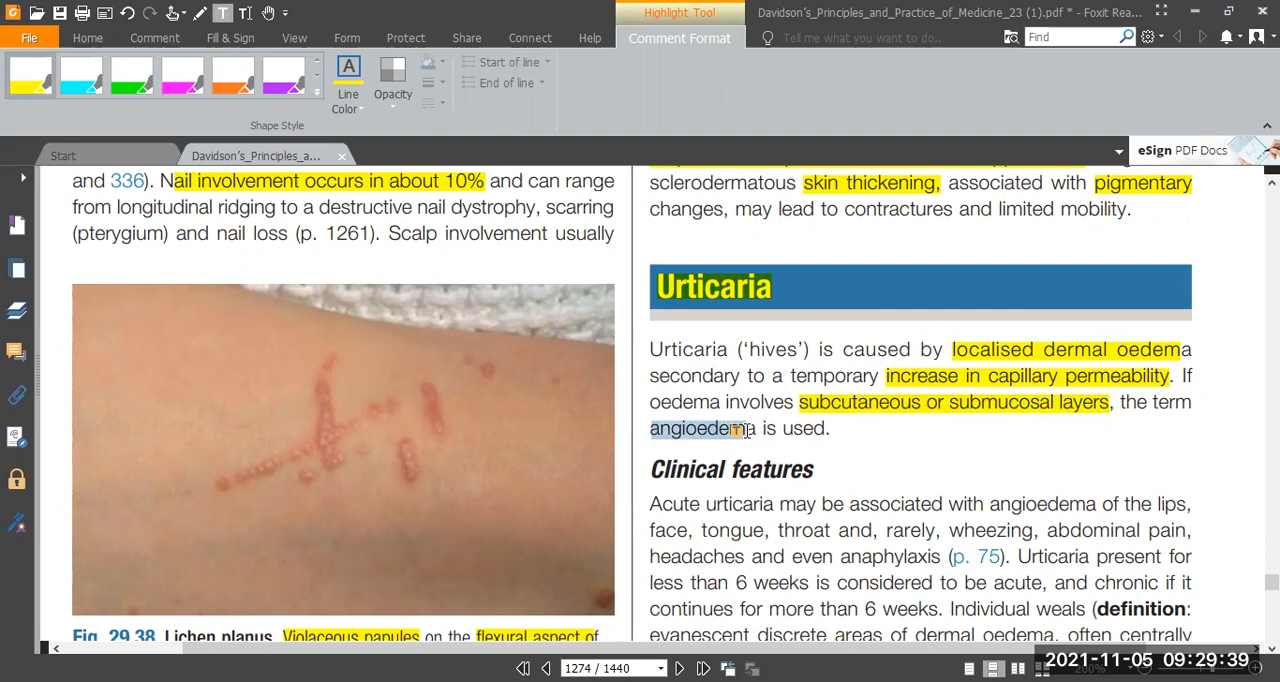 Highlight Tool
Davidson's_Principles_and_Practice_of_Medicine_23 (1).pdf * - Foxit Rea...
File Home Comment Fill & Sign View Form Protect Share Connect Help Comment Format Tell me what you want to do.. Find
Line Color
Opacity
Start of line
End of line
Shape Style
Start
Davidson's_Principles_a...
eSign PDF Docs
and 336). Nail involvement occurs in about 10% and can range
from longitudinal ridging to a destructive nail dystrophy, scarring
(pterygium) and nail loss (p. 1261). Scalp involvement usually
Fig. 29.38 Lichen planus. Violaceous papules on the flexural aspect of
sclerodermatous skin thickening, associated with pigmentary
changes, may lead to contractures and limited mobility.
Urticaria
Urticaria (‘hives’) is caused by localised dermal oedema
secondary to a temporary increase in capillary permeability. If
oedema involves subcutaneous or submucosal layers, the term
angioedema is used.
Clinical features
Acute urticaria may be associated with angioedema of the lips,
face, tongue, throat and, rarely, wheezing, abdominal pain,
headaches and even anaphylaxis (p. 75). Urticaria present for
less than 6 weeks is considered to be acute, and chronic if it
continues for more than 6 weeks. Individual weals (definition:
evanescent discrete areas of dermal oedema, often centrally
1274 / 1440
2021-11-05 09:29:39